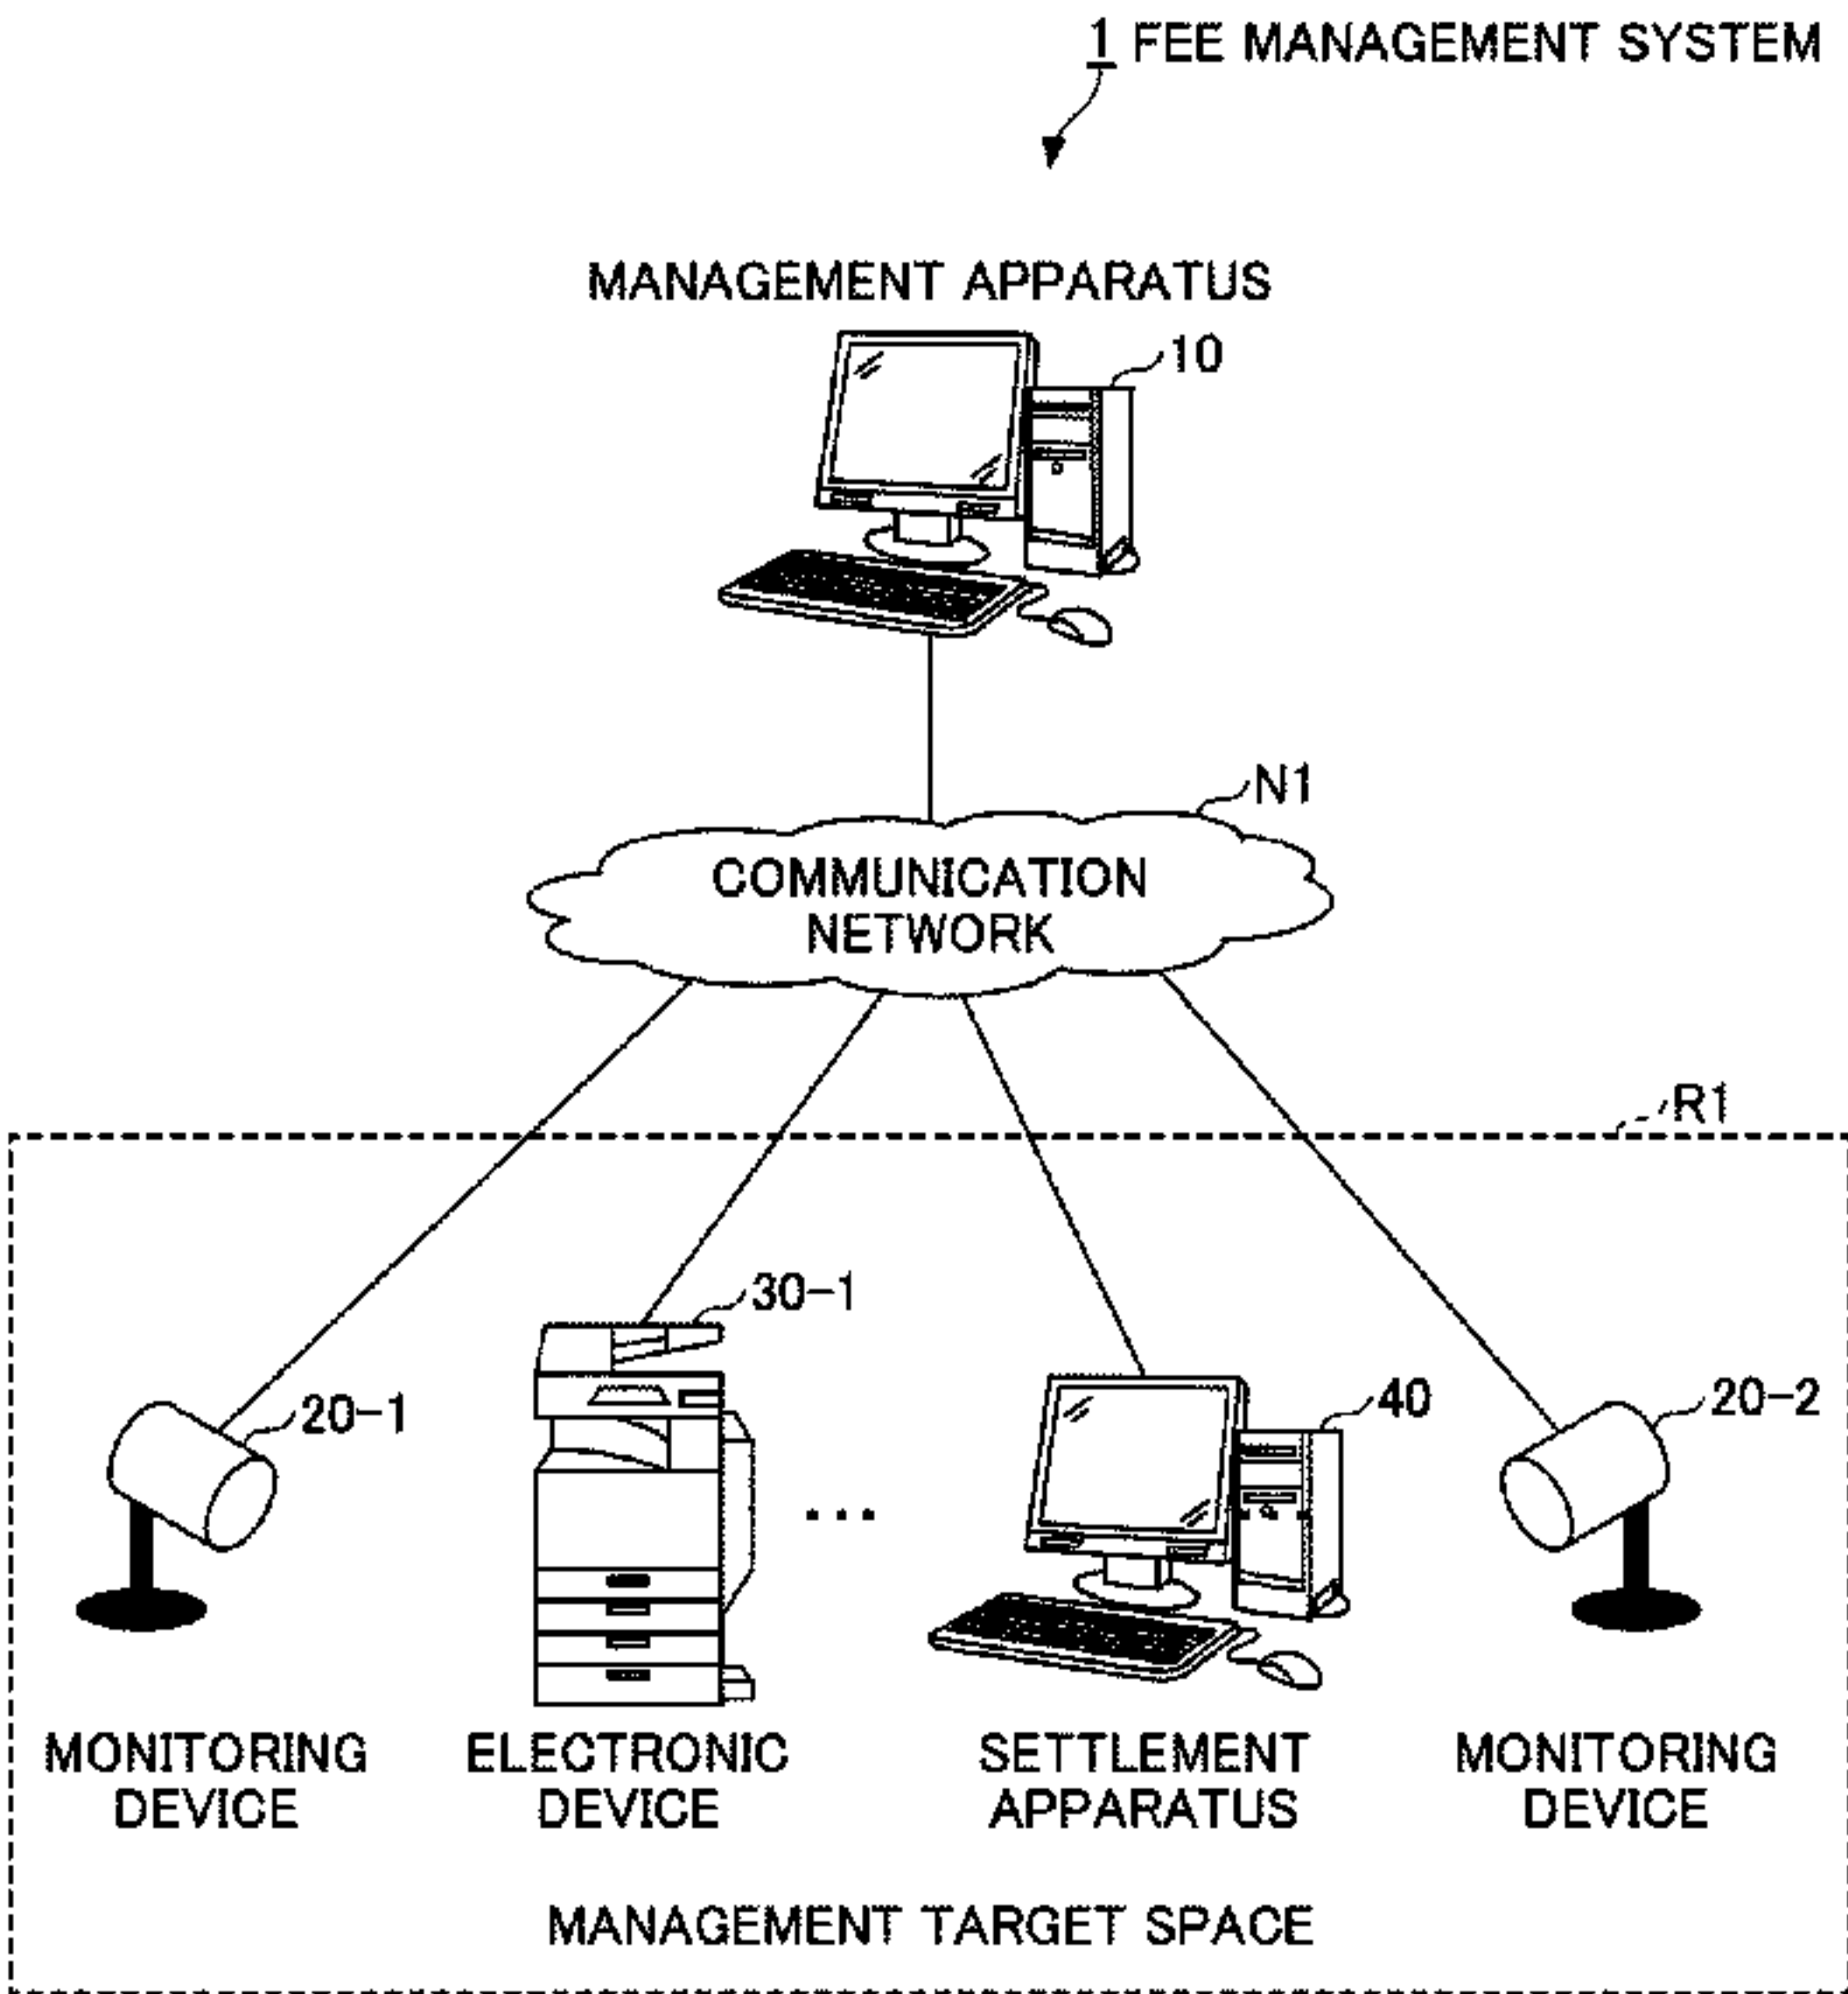 1 FEE MANAGEMENT SYSTEM
MANAGEMENT APPARATUS
10
N1
COMMUNICATION
NETWORK
R1
30-1
20-1
40
20-2
...
MONITORING
DEVICE
ELECTRONIC
DEVICE
SETTLEMENT
APPARATUS
MONITORING
DEVICE
MANAGEMENT TARGET SPACE